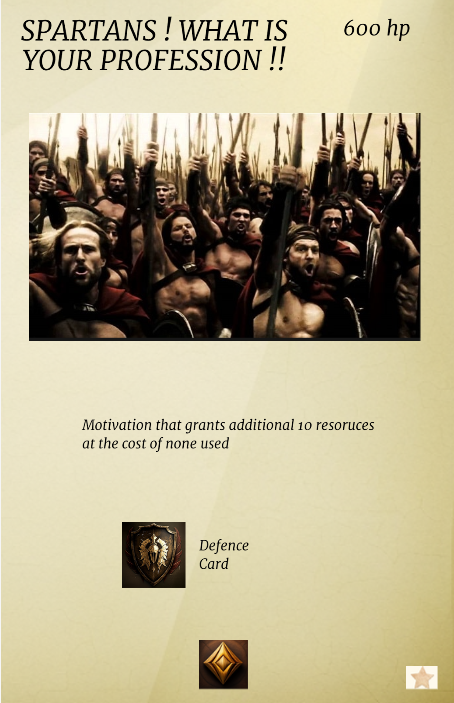 SPARTANS ! WHAT IS
YOUR PROFESSION !!
600 hp
Motivation that grants additional 10 resoruces
at the cost of none used
Defence
Card